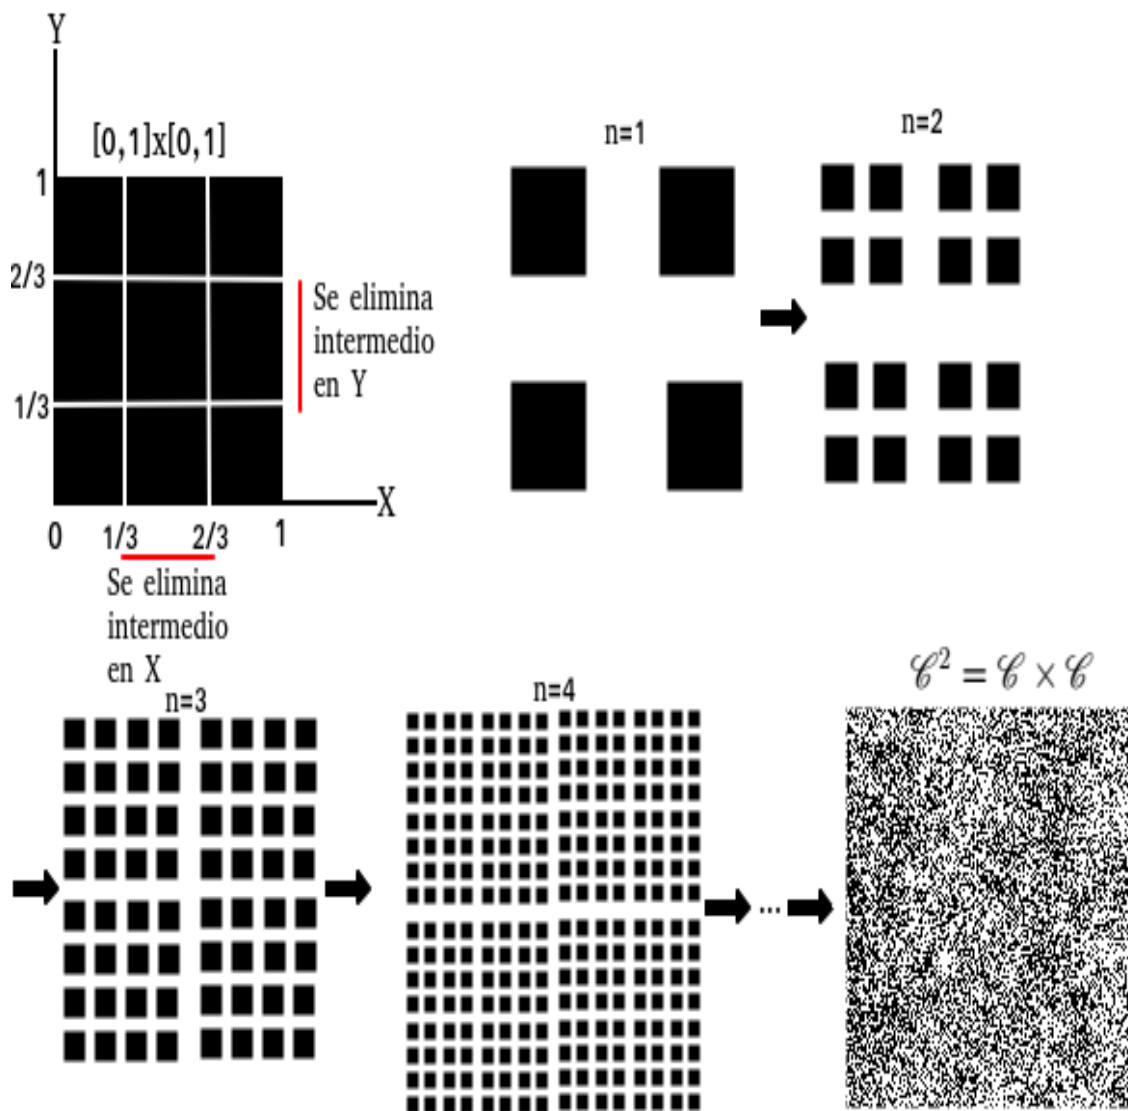 Y
[0,1]x[0,1]
1
2/3
1/3
0
1/3
2/3
1
X
Se elimina
intermedio
en Y
Se elimina
intermedio
en X
n=1
n=2
n=3
n=4
...
𝒞² = 𝒞 × 𝒞